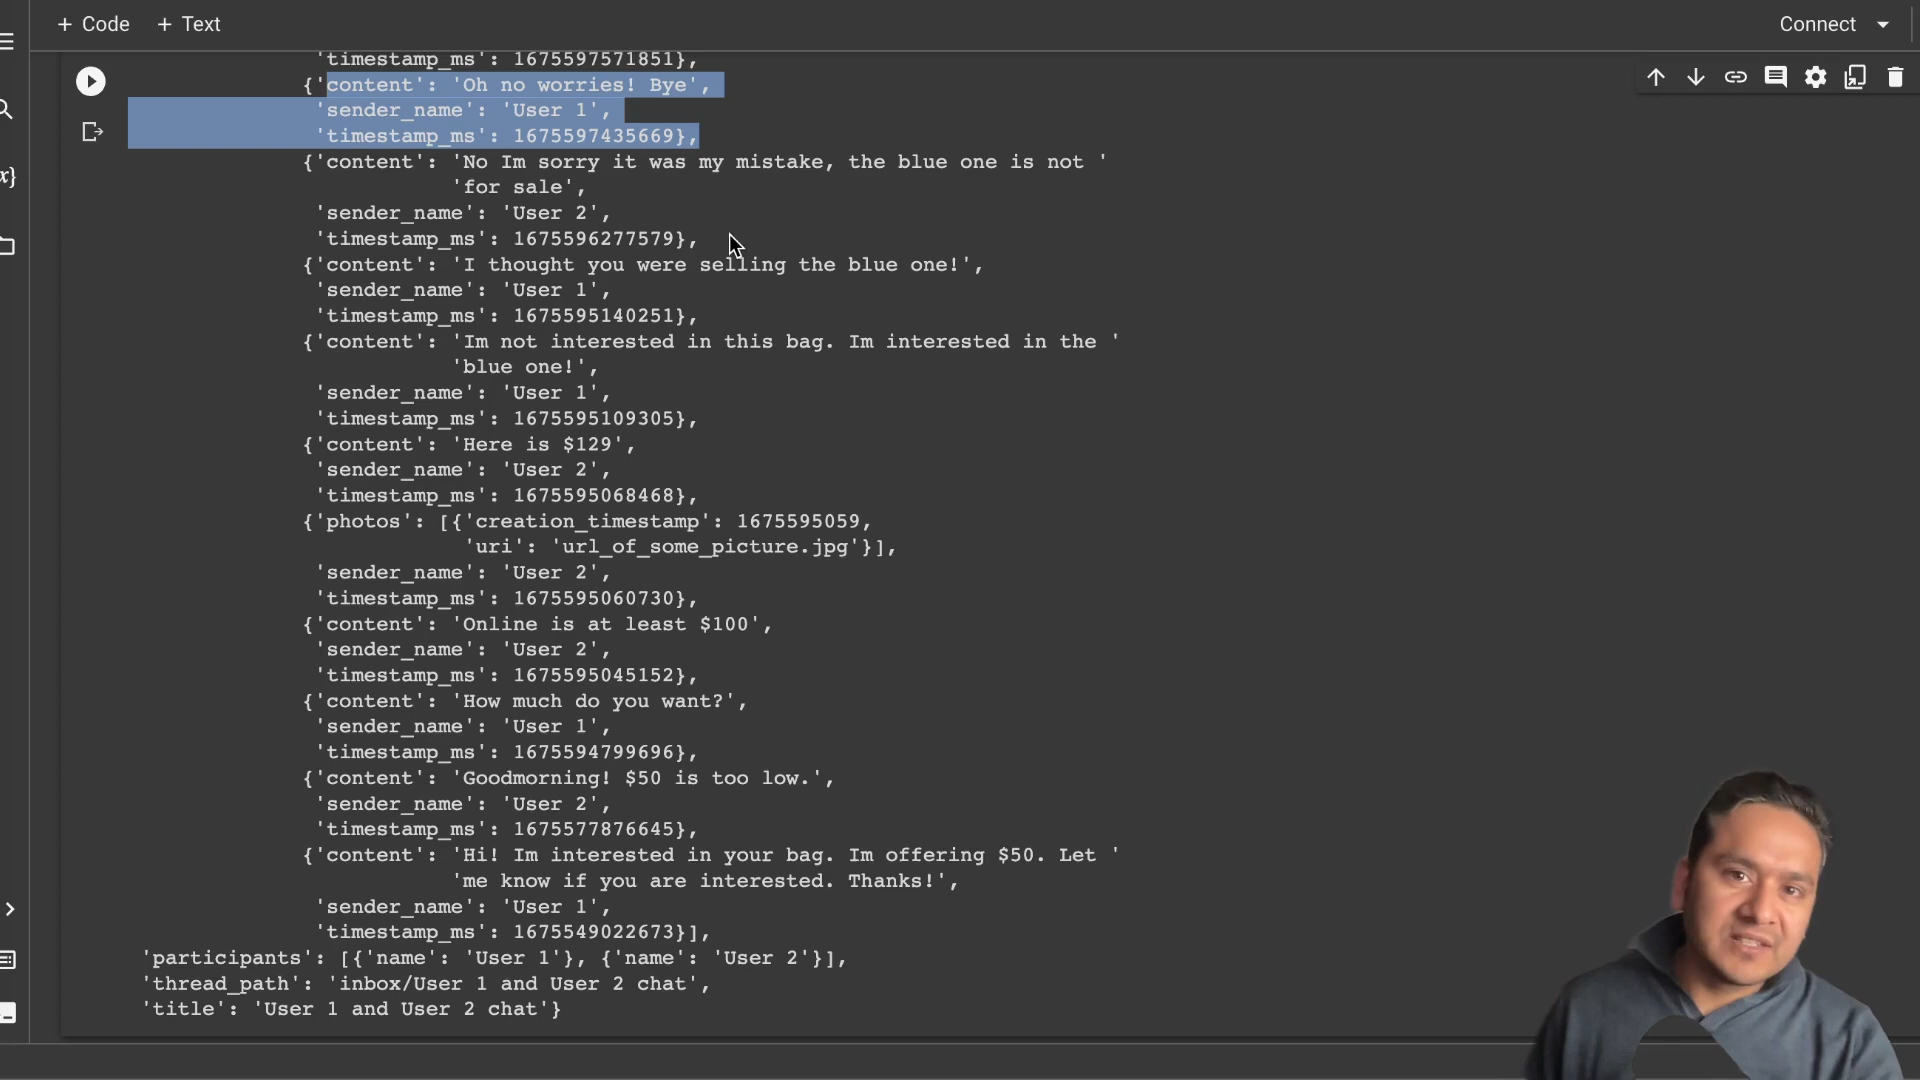 + Code + Text
Connect
'timestamp_ms': 1675597571851},
{'content': 'Oh no worries! Bye',
'sender_name': 'User 1',
'timestamp_ms': 1675597435669},
{'content': 'No Im sorry it was my mistake, the blue one is not '
'for sale',
'sender_name': 'User 2',
'timestamp_ms': 1675596277579},
{'content': 'I thought you were selling the blue one!',
'sender_name': 'User 1',
'timestamp_ms': 1675595140251},
{'content': 'Im not interested in this bag. Im interested in the '
'blue one!',
'sender_name': 'User 1',
'timestamp_ms': 1675595109305},
{'content': 'Here is $129',
'sender_name': 'User 2',
'timestamp_ms': 1675595068468},
{'photos': [{'creation_timestamp': 1675595059,
'uri': 'url_of_some_picture.jpg'}],
'sender_name': 'User 2',
'timestamp_ms': 1675595060730},
{'content': 'Online is at least $100',
'sender_name': 'User 2',
'timestamp_ms': 1675595045152},
{'content': 'How much do you want?',
'sender_name': 'User 1',
'timestamp_ms': 1675594799696},
{'content': 'Goodmorning! $50 is too low.',
'sender_name': 'User 2',
'timestamp_ms': 1675577876645},
{'content': 'Hi! Im interested in your bag. Im offering $50. Let '
'me know if you are interested. Thanks!',
'sender_name': 'User 1',
'timestamp_ms': 1675549022673}],
'participants': [{'name': 'User 1'}, {'name': 'User 2'}],
'thread_path': 'inbox/User 1 and User 2 chat',
'title': 'User 1 and User 2 chat'}